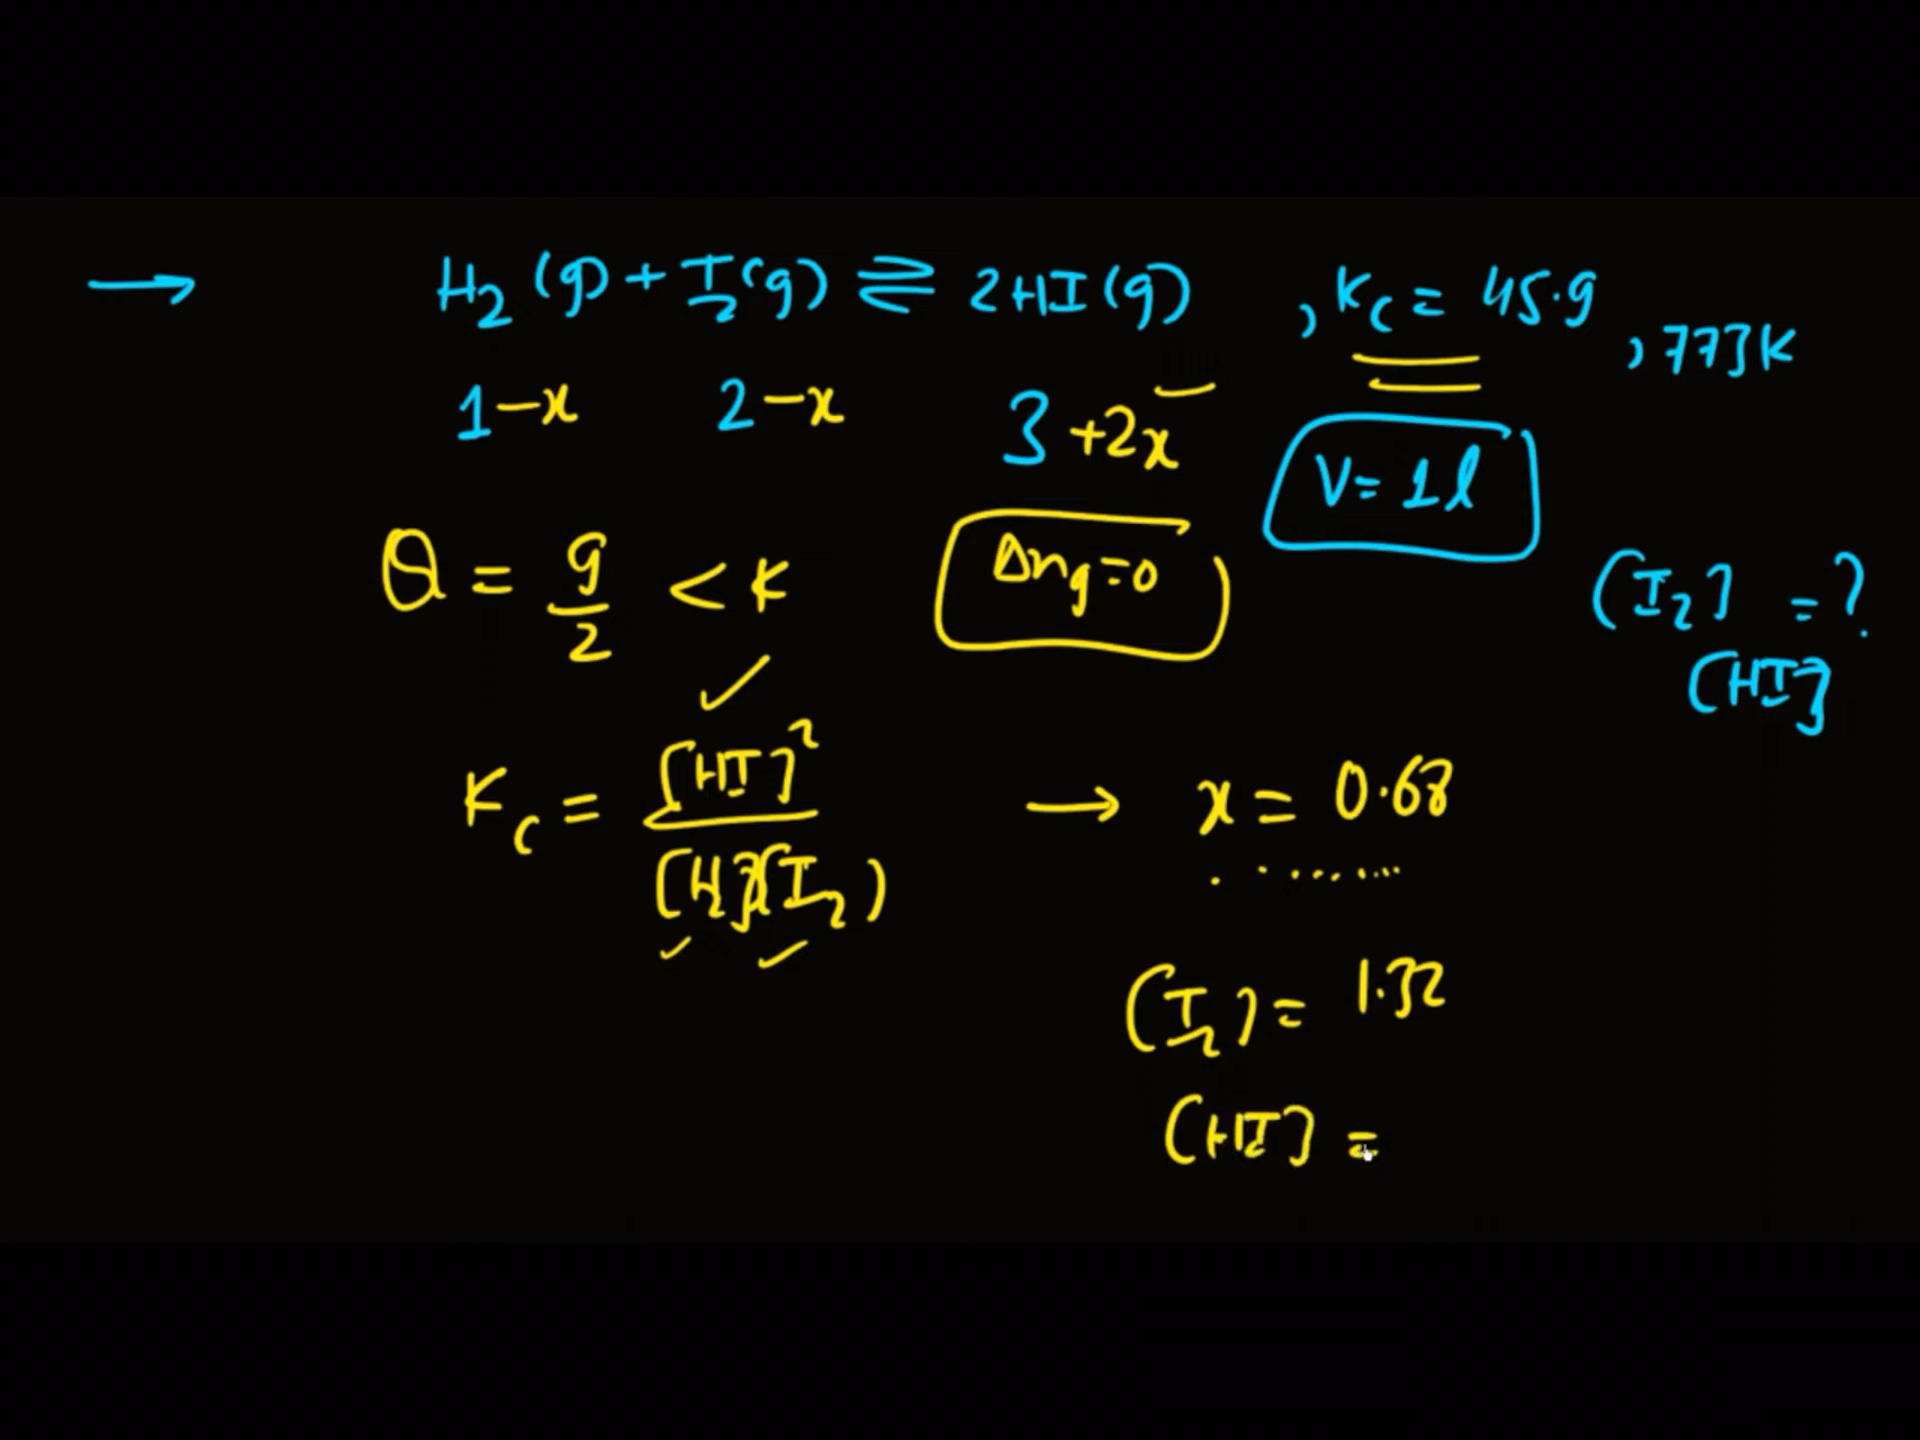 → H₂ (g) + I₂ (g) ⇌ 2HI (g) , Kc = 45.9 , 773K
1-x 2-x 3+2x
V = 1 l
Q = 9/2 < K
Δng = 0
(I₂] = ?
[HI]
Kc = [HI]² / [H₂][I₂) → x = 0.68
(I₂) = 1.32
[HI] =